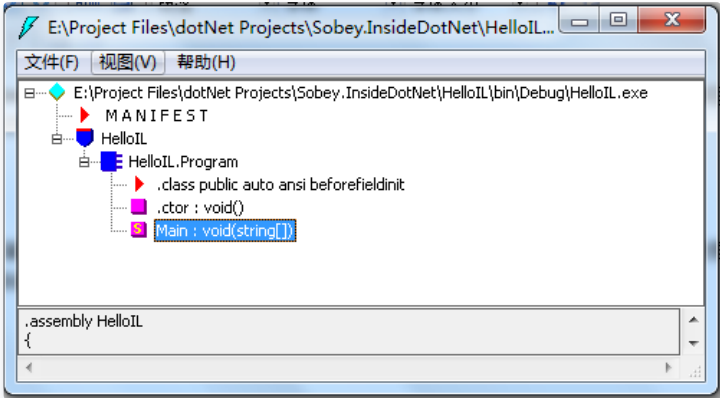 E:\Project Files\dotNet Projects\Sobey.InsideDotNet\HelloIL...
文件(F) 视图(V) 帮助(H)
E:\Project Files\dotNet Projects\Sobey.InsideDotNet\HelloIL\bin\Debug\HelloIL.exe
MANIFEST
HelloIL
HelloIL.Program
.class public auto ansi beforefieldinit
.ctor : void()
S Main : void(string[])
.assembly HelloIL
{